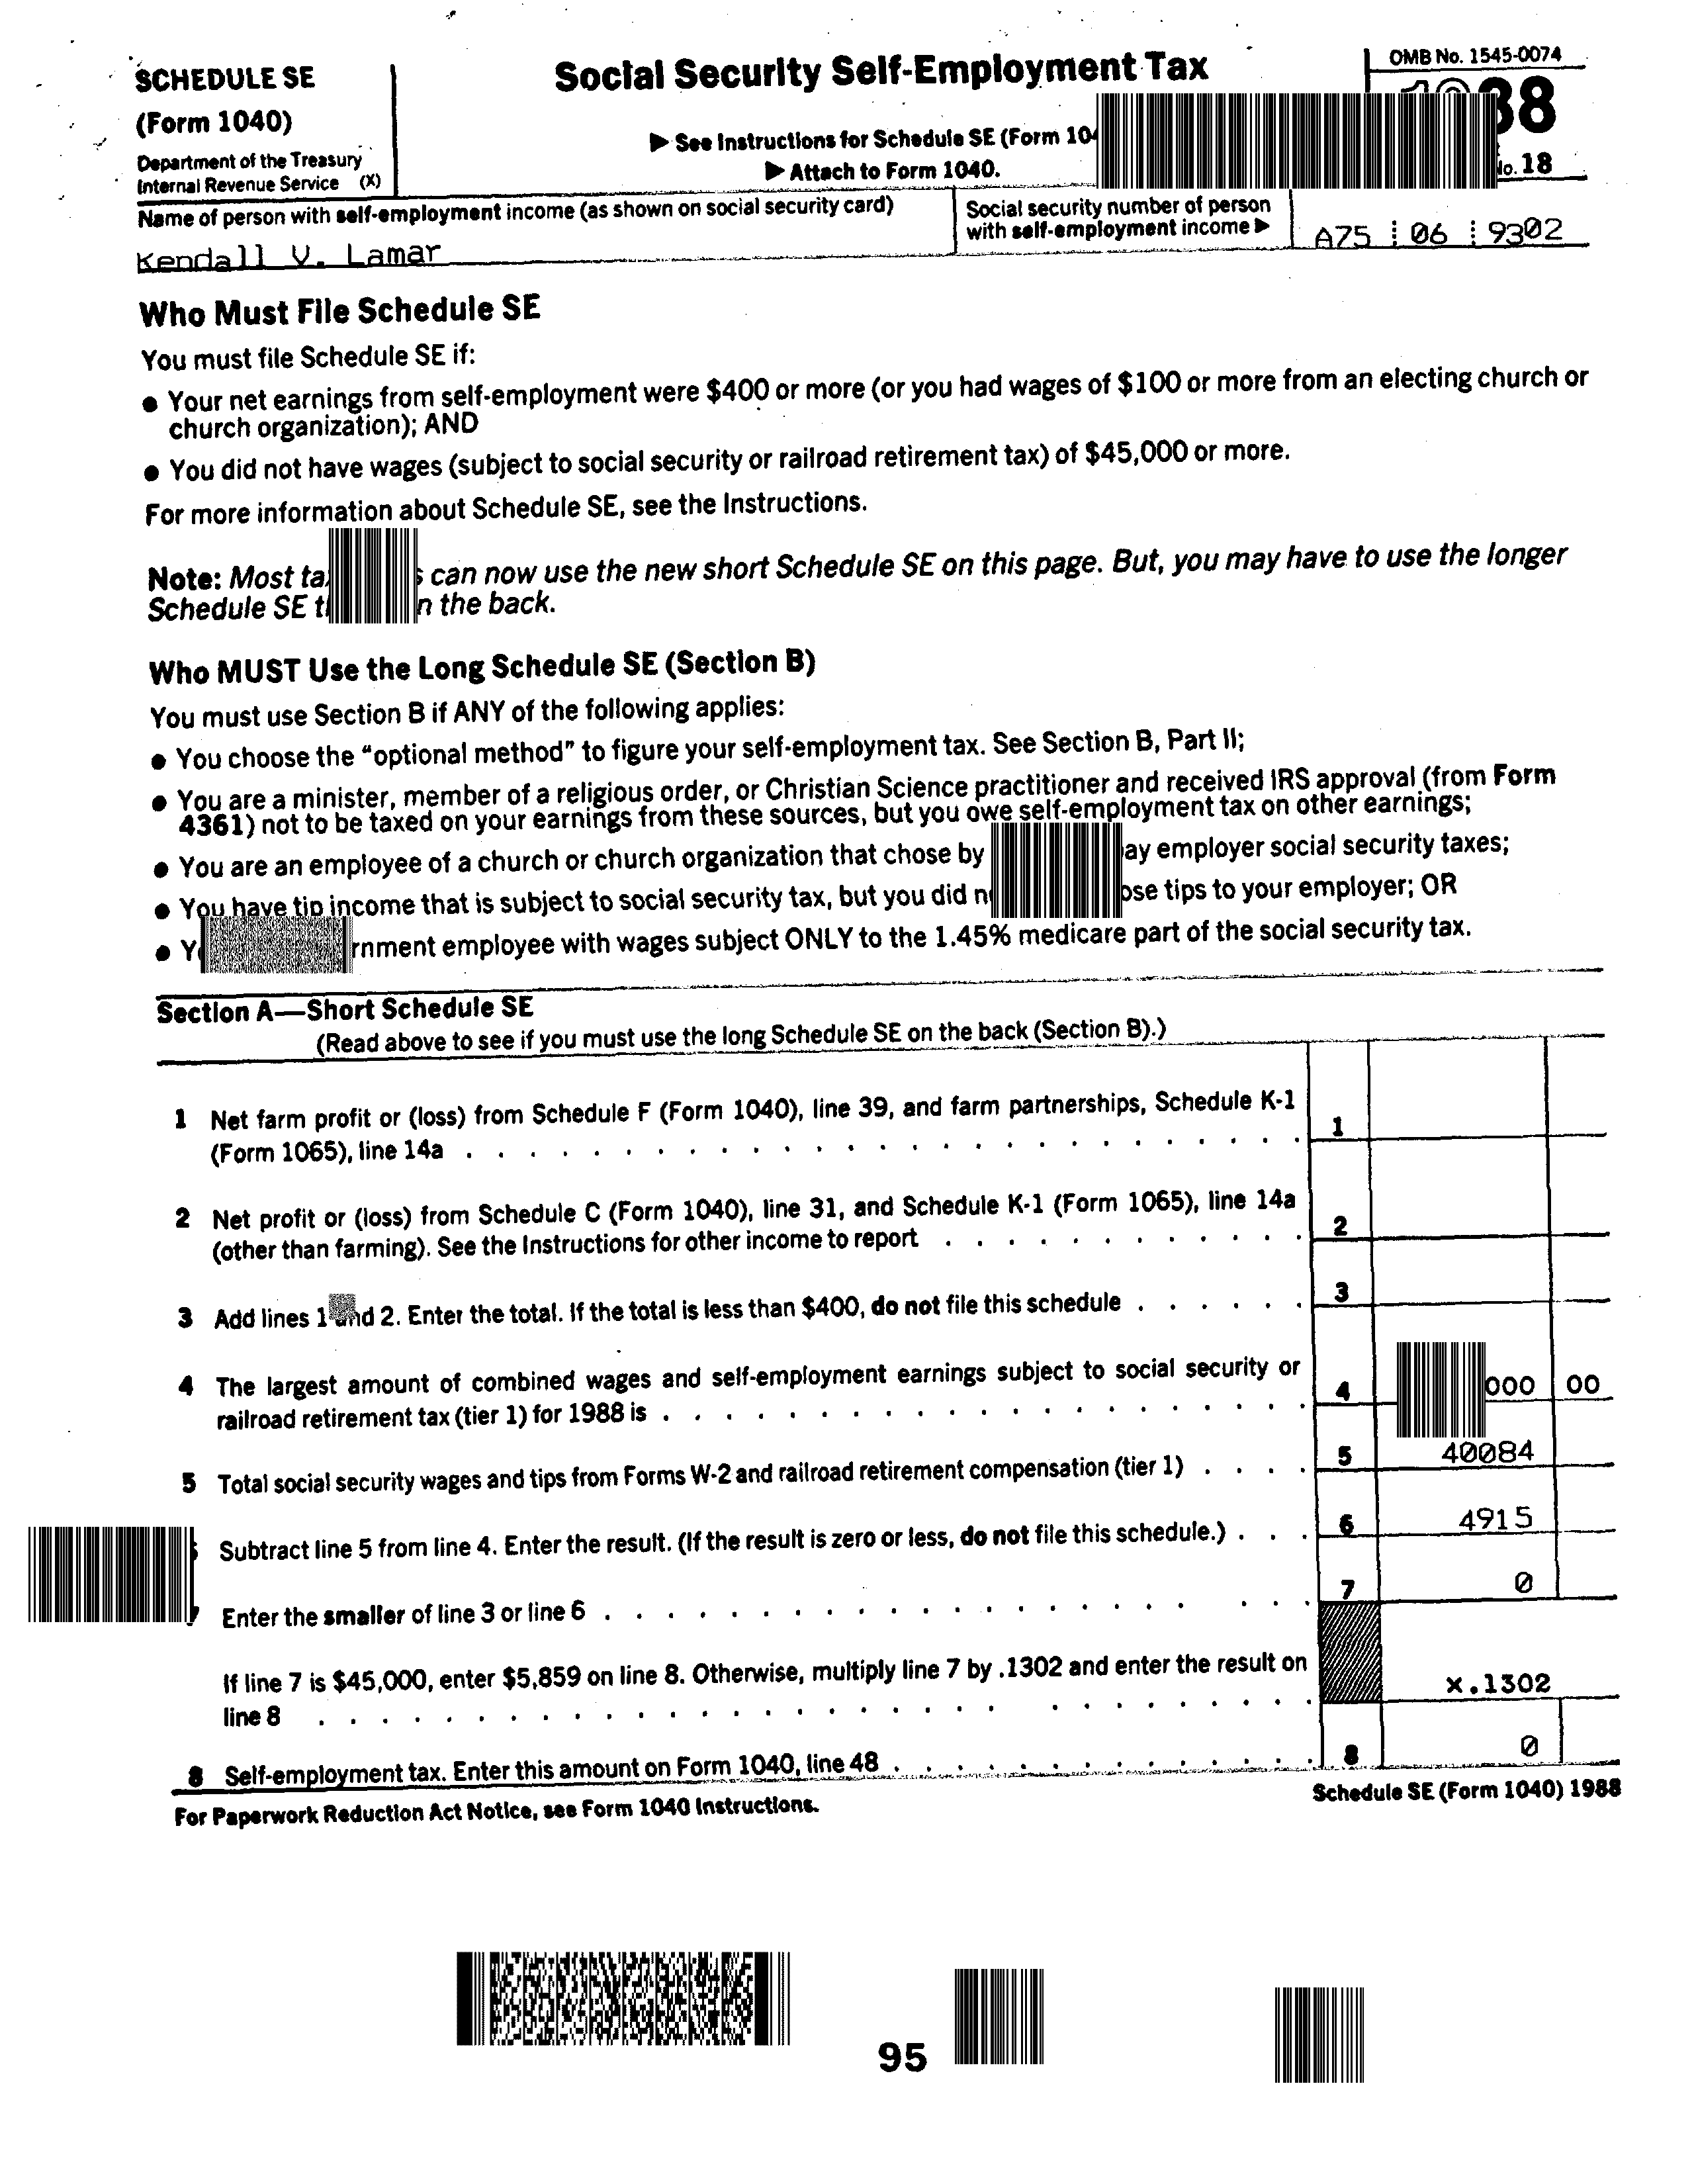 SCHEDULE SE
(Form 1040)
Department of the Treasury
Internal Revenue Service (X)
Social Security Self-Employment Tax
▶ See Instructions for Schedule SE (Form
▶ Attach to Form 1040.
OMB No. 1545-0074
18
Name of person with self-employment income (as shown on social security card)
Kendall V. Lamar
Social security number of person
with self-employment income ▶
A75 06 9302
Who Must File Schedule SE
You must file Schedule SE if:
● Your net earnings from self-employment were $400 or more (or you had wages of $100 or more from an electing church or
church organization); AND
● You did not have wages (subject to social security or railroad retirement tax) of $45,000 or more.
For more information about Schedule SE, see the Instructions.
Note: Most can now use the new short Schedule SE on this page. But, you may have to use the longer
Schedule SE the back.
Who MUST Use the Long Schedule SE (Section B)
You must use Section B if ANY of the following applies:
● You choose the "optional method" to figure your self-employment tax. See Section B, Part II;
● You are a minister, member of a religious order, or Christian Science practitioner and received IRS approval (from Form
4361) not to be taxed on your earnings from these sources, but you owe self-employment tax on other earnings;
● You are an employee of a church or church organization that chose by employer social security taxes;
● You have tip income that is subject to social security tax, but you did tips to your employer; OR
● employee with wages subject ONLY to the 1.45% medicare part of the social security tax.
Section A—Short Schedule SE
(Read above to see if you must use the long Schedule SE on the back (Section B).)
1 Net farm profit or (loss) from Schedule F (Form 1040), line 39, and farm partnerships, Schedule K-1
(Form 1065), line 14a . . . . . . . . . . . . . . . . . . . . . . . . . . 1
2 Net profit or (loss) from Schedule C (Form 1040), line 31, and Schedule K-1 (Form 1065), line 14a
(other than farming). See the Instructions for other income to report . . . . . . . . . . . . 2
3 Add lines 1 and 2. Enter the total. If the total is less than $400, do not file this schedule . . . . . . 3
4 The largest amount of combined wages and self-employment earnings subject to social security or
railroad retirement tax (tier 1) for 1988 is . . . . . . . . . . . . . . . . . . . . 4 000 00
5 Total social security wages and tips from Forms W-2 and railroad retirement compensation (tier 1) . . . . 5 40084
Subtract line 5 from line 4. Enter the result. (If the result is zero or less, do not file this schedule.) . . . 6 4915
Enter the smaller of line 3 or line 6 . . . . . . . . . . . . . . . . . . . . . 7 0
If line 7 is $45,000, enter $5,859 on line 8. Otherwise, multiply line 7 by .1302 and enter the result on
line 8 . . . . . . . . . . . . . . . . . . . . . . . . . . . . . x.1302
8 Self-employment tax. Enter this amount on Form 1040, line 48 . . . . . . . . . . . . . . 8 0
For Paperwork Reduction Act Notice, see Form 1040 Instructions.
Schedule SE (Form 1040) 1988
95